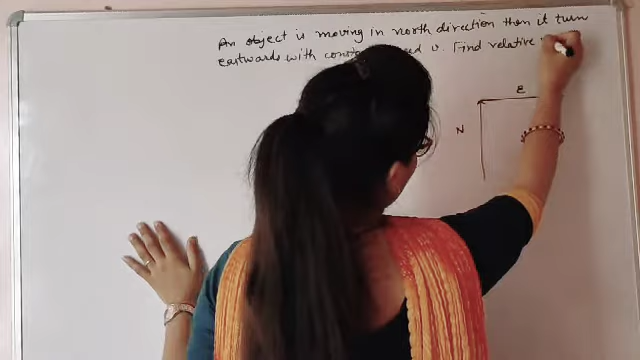 An object is moving in north direction then it turn
eastwards with const v. Find relative
E
N